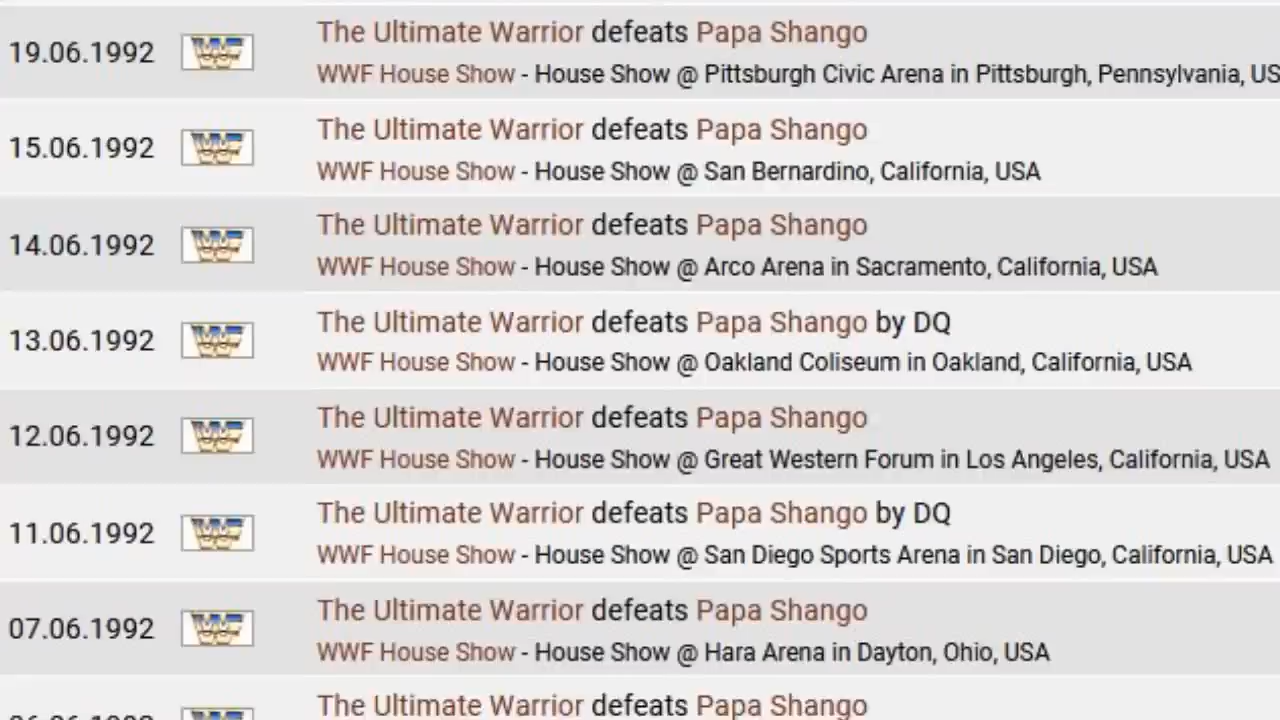 19.06.1992
The Ultimate Warrior defeats Papa Shango
WWF House Show - House Show @ Pittsburgh Civic Arena in Pittsburgh, Pennsylvania, US
15.06.1992
The Ultimate Warrior defeats Papa Shango
WWF House Show - House Show @ San Bernardino, California, USA
14.06.1992
The Ultimate Warrior defeats Papa Shango
WWF House Show - House Show @ Arco Arena in Sacramento, California, USA
13.06.1992
The Ultimate Warrior defeats Papa Shango by DQ
WWF House Show - House Show @ Oakland Coliseum in Oakland, California, USA
12.06.1992
The Ultimate Warrior defeats Papa Shango
WWF House Show - House Show @ Great Western Forum in Los Angeles, California, USA
11.06.1992
The Ultimate Warrior defeats Papa Shango by DQ
WWF House Show - House Show @ San Diego Sports Arena in San Diego, California, USA
07.06.1992
The Ultimate Warrior defeats Papa Shango
WWF House Show - House Show @ Hara Arena in Dayton, Ohio, USA
The Ultimate Warrior defeats Papa Shango